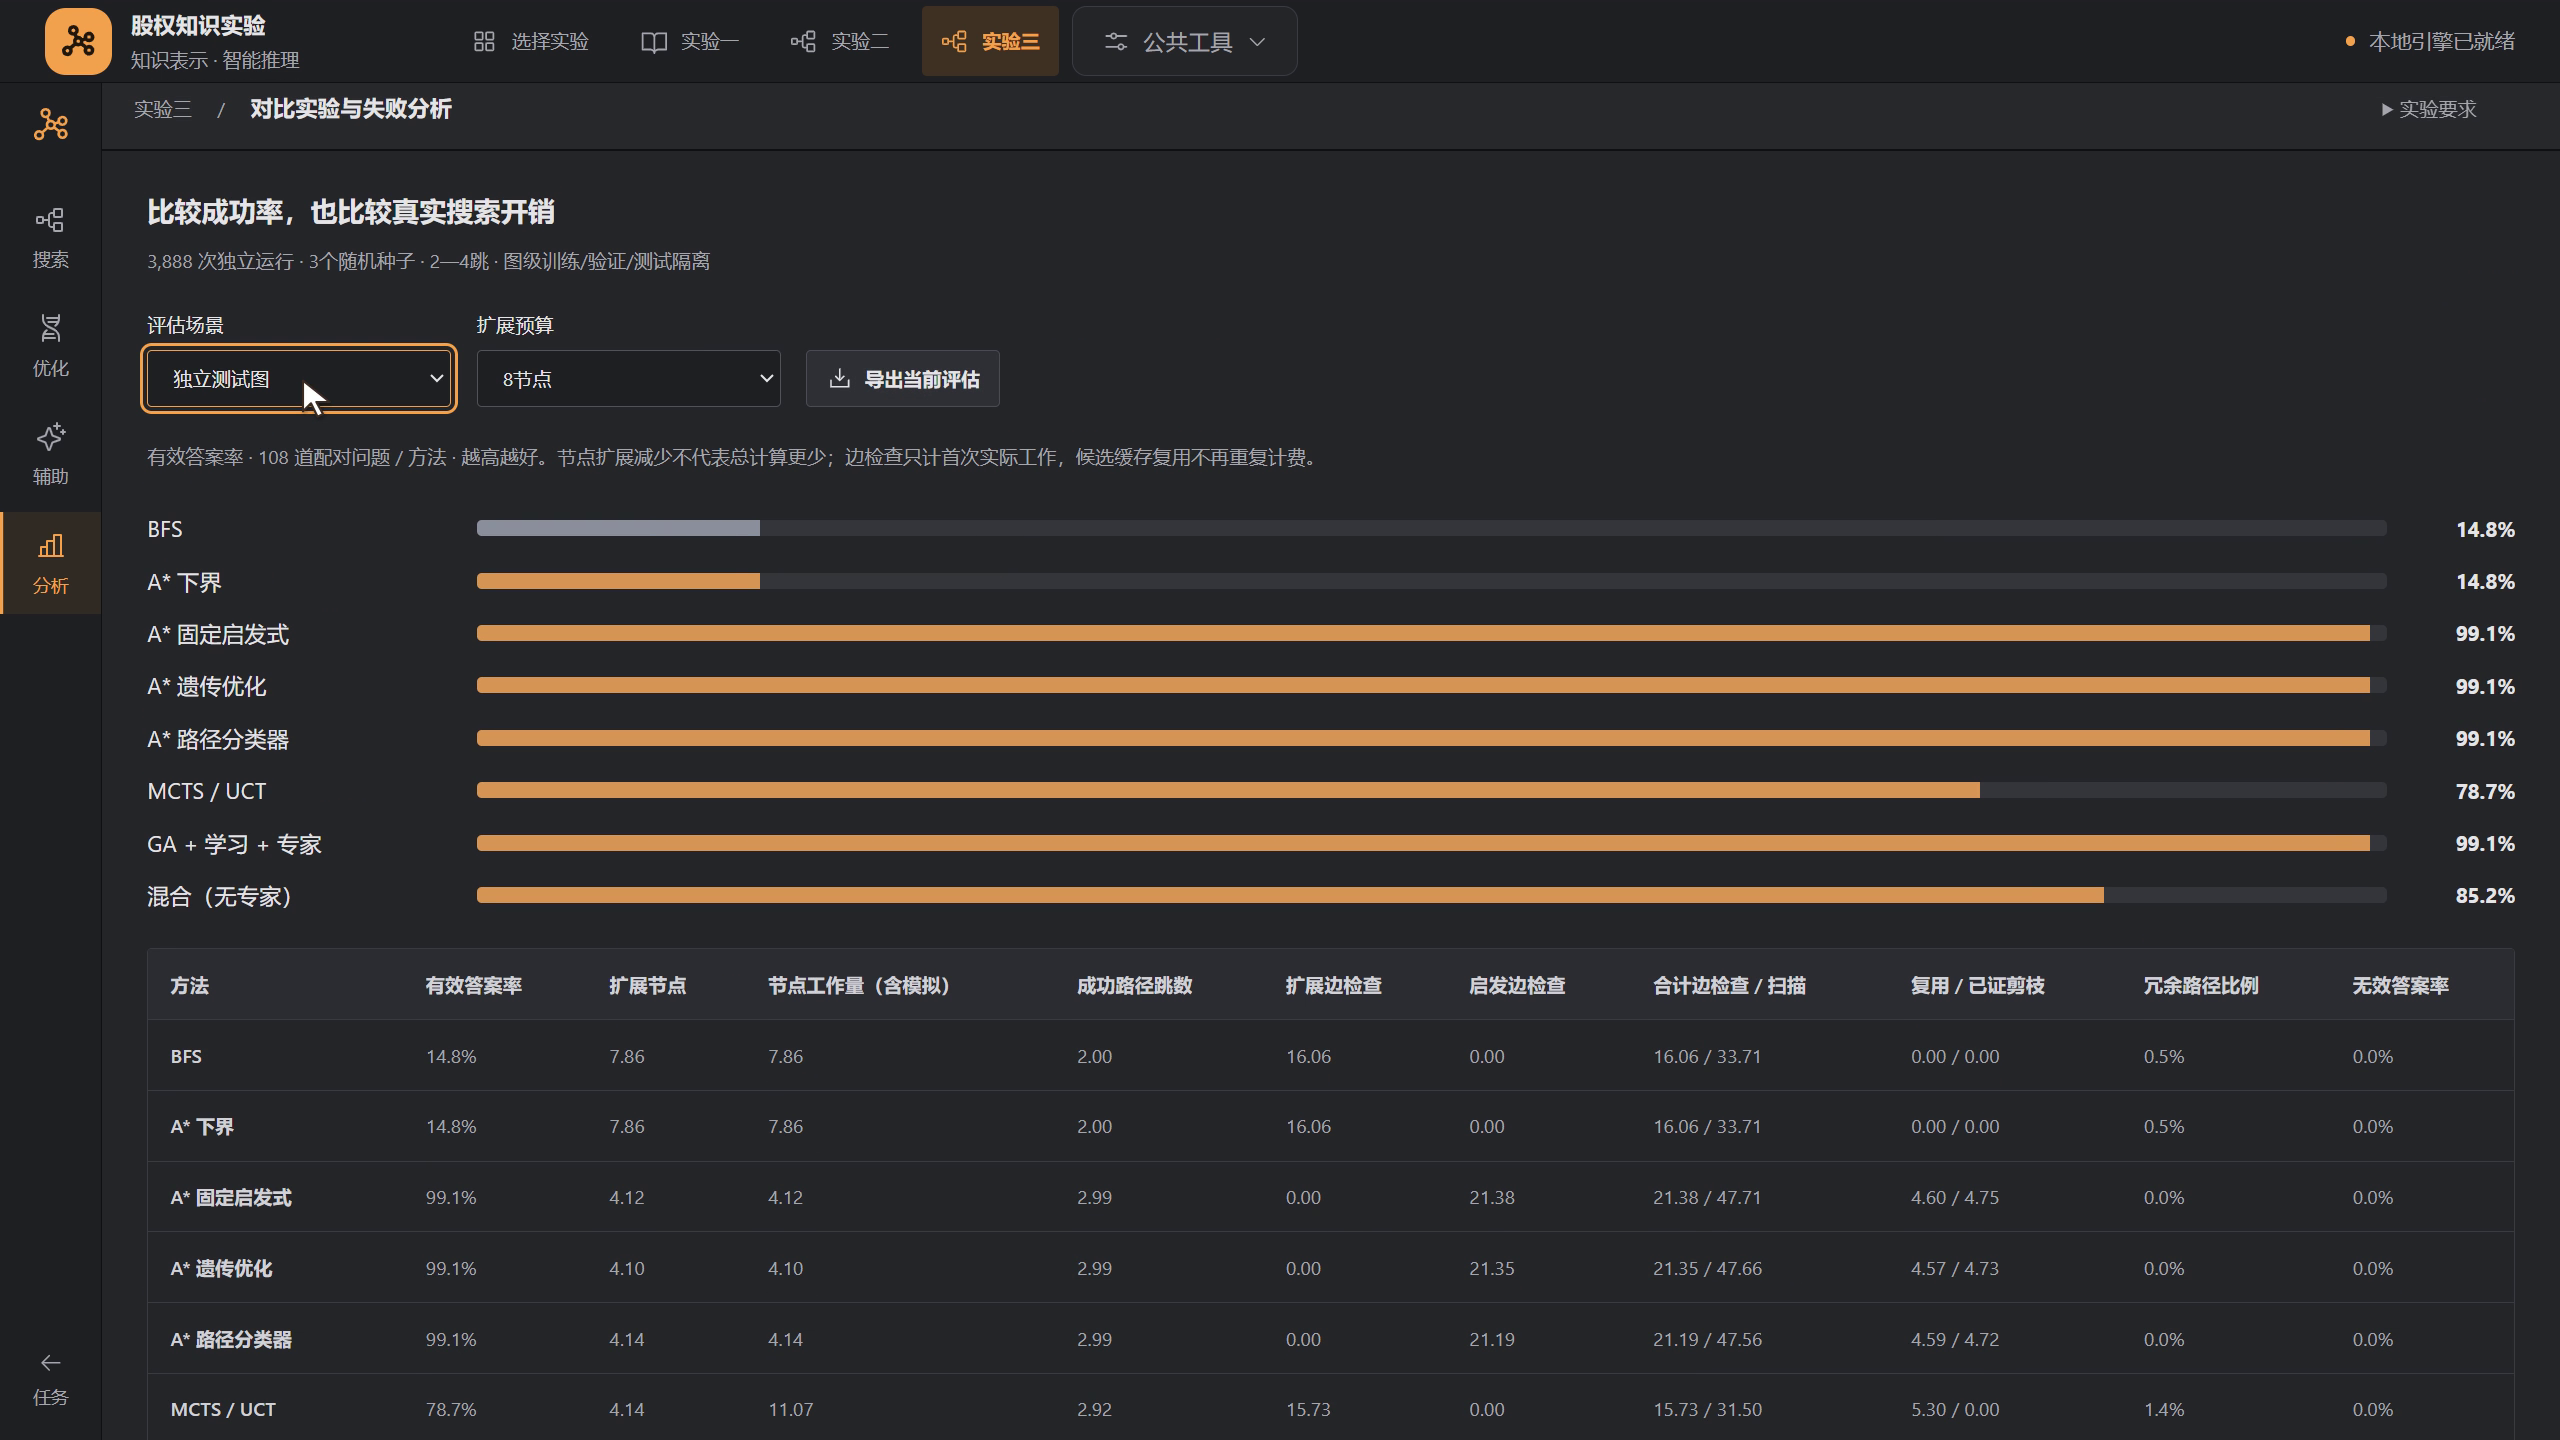 股权知识实验
知识表示 · 智能推理
选择实验
实验一
实验二
实验三
公共工具
本地引擎已就绪
实验三 / 对比实验与失败分析
实验要求
搜索
优化
辅助
分析
任务
比较成功率，也比较真实搜索开销
3,888 次独立运行 · 3个随机种子 · 2—4跳 · 图级训练/验证/测试隔离
评估场景 扩展预算
独立测试图 8节点 导出当前评估
有效答案率 · 108 道配对问题 / 方法 · 越高越好。节点扩展减少不代表总计算更少；边检查只计首次实际工作，候选缓存复用不再重复计费。
BFS 14.8%
A* 下界 14.8%
A* 固定启发式 99.1%
A* 遗传优化 99.1%
A* 路径分类器 99.1%
MCTS / UCT 78.7%
GA + 学习 + 专家 99.1%
混合（无专家） 85.2%
方法 有效答案率 扩展节点 节点工作量（含模拟） 成功路径跳数 扩展边检查 启发边检查 合计边检查 / 扫描 复用 / 已证剪枝 冗余路径比例 无效答案率
BFS 14.8% 7.86 7.86 2.00 16.06 0.00 16.06 / 33.71 0.00 / 0.00 0.5% 0.0%
A* 下界 14.8% 7.86 7.86 2.00 16.06 0.00 16.06 / 33.71 0.00 / 0.00 0.5% 0.0%
A* 固定启发式 99.1% 4.12 4.12 2.99 0.00 21.38 21.38 / 47.71 4.60 / 4.75 0.0% 0.0%
A* 遗传优化 99.1% 4.10 4.10 2.99 0.00 21.35 21.35 / 47.66 4.57 / 4.73 0.0% 0.0%
A* 路径分类器 99.1% 4.14 4.14 2.99 0.00 21.19 21.19 / 47.56 4.59 / 4.72 0.0% 0.0%
MCTS / UCT 78.7% 4.14 11.07 2.92 15.73 0.00 15.73 / 31.50 5.30 / 0.00 1.4% 0.0%